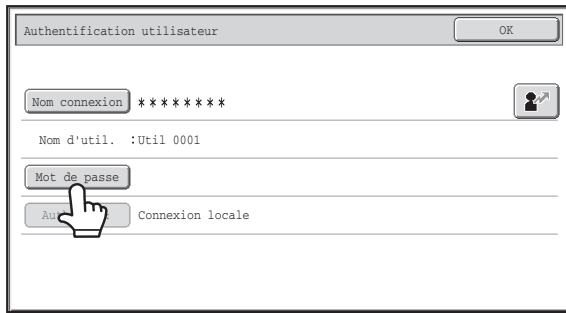 Authentification utilisateur OK
Nom connexion ********
Nom d'util. :Util 0001
Mot de passe
Connexion locale